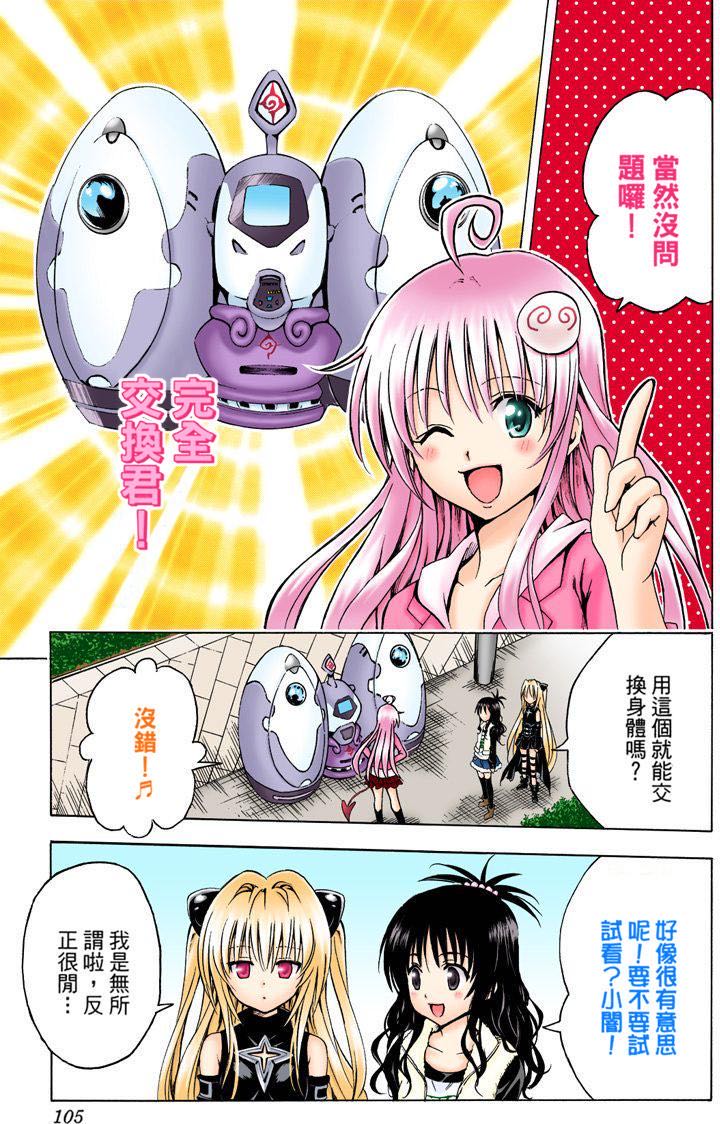 當然沒問
題囉！
完全
交換君！
用這個就能交
換身體嗎？
沒錯！♬
好像很有意思
呢！要不要試
試看？小闇！
我是無所
謂啦，反
正很閒…
105